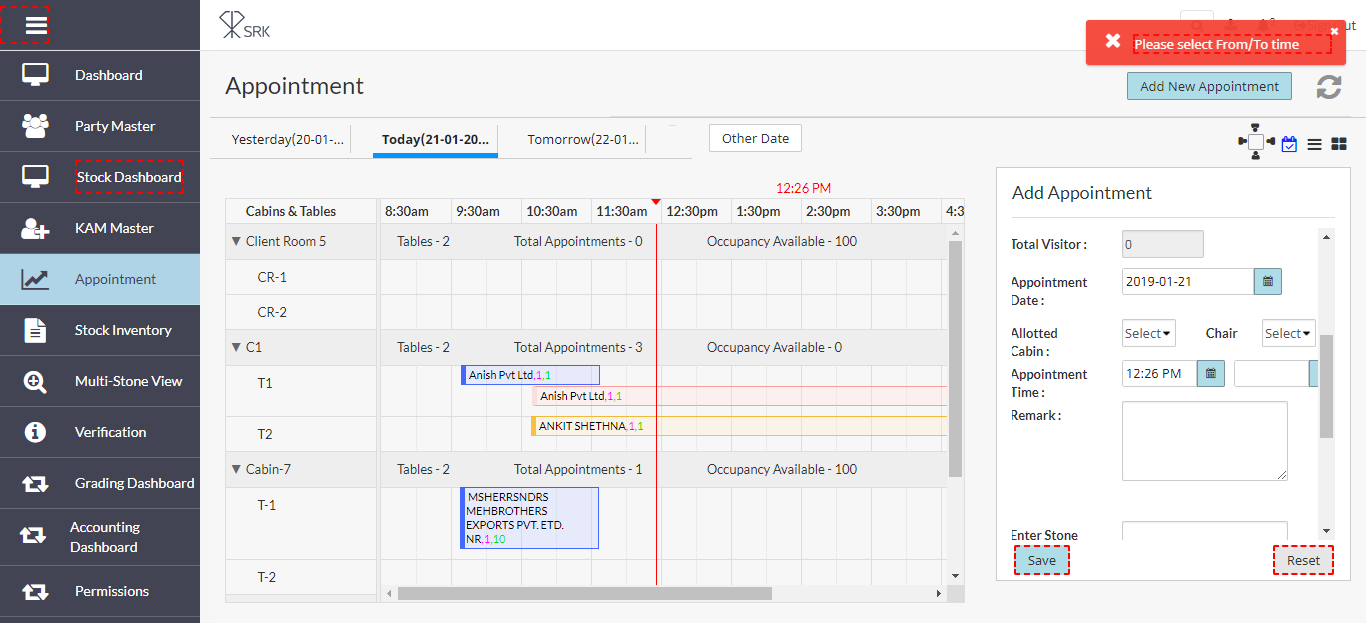 SRK
Please select From/To time
Dashboard
Party Master
Stock Dashboard
KAM Master
Appointment
Stock Inventory
Multi-Stone View
Verification
Grading Dashboard
Accounting
Dashboard
Permissions
Appointment
Add New Appointment
Yesterday(20-01-...
Today(21-01-20...
Tomorrow(22-01...
Other Date
12:26 PM
Cabins & Tables
8:30am 9:30am 10:30am 11:30am 12:30pm 1:30pm 2:30pm 3:30pm 4:3
Client Room 5 Tables - 2 Total Appointments - 0 Occupancy Available - 100
CR-1
CR-2
C1 Tables - 2 Total Appointments - 3 Occupancy Available - 0
T1 Anish Pvt Ltd,1,1
Anish Pvt Ltd,1,1
T2 ANKIT SHETHNA,1,1
Cabin-7 Tables - 2 Total Appointments - 1 Occupancy Available - 100
T-1 MSHERRSNDRS
MEHBROTHERS
EXPORTS PVT. ETD.
NR,1,10
T-2
Add Appointment
Total Visitor : 0
Appointment
Date : 2019-01-21
Allotted
Cabin : Select Chair Select
Appointment
Time : 12:26 PM
Remark :
Enter Stone
Save Reset